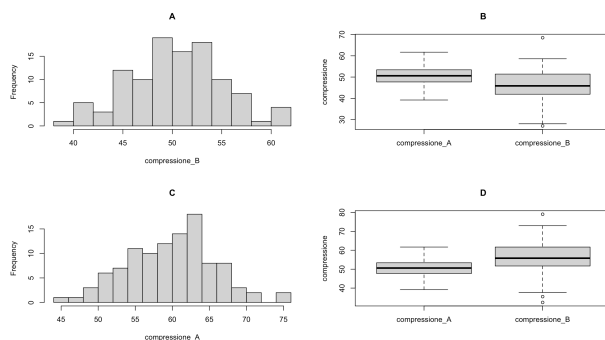 A
Frequency
0 5 10 15
40 45 50 55 60
compressione_B
B
compressione
30 40 50 60 70
compressione_A compressione_B
C
Frequency
0 5 10 15
45 50 55 60 65 70 75
compressione_A
D
compressione
40 50 60 70 80
compressione_A compressione_B